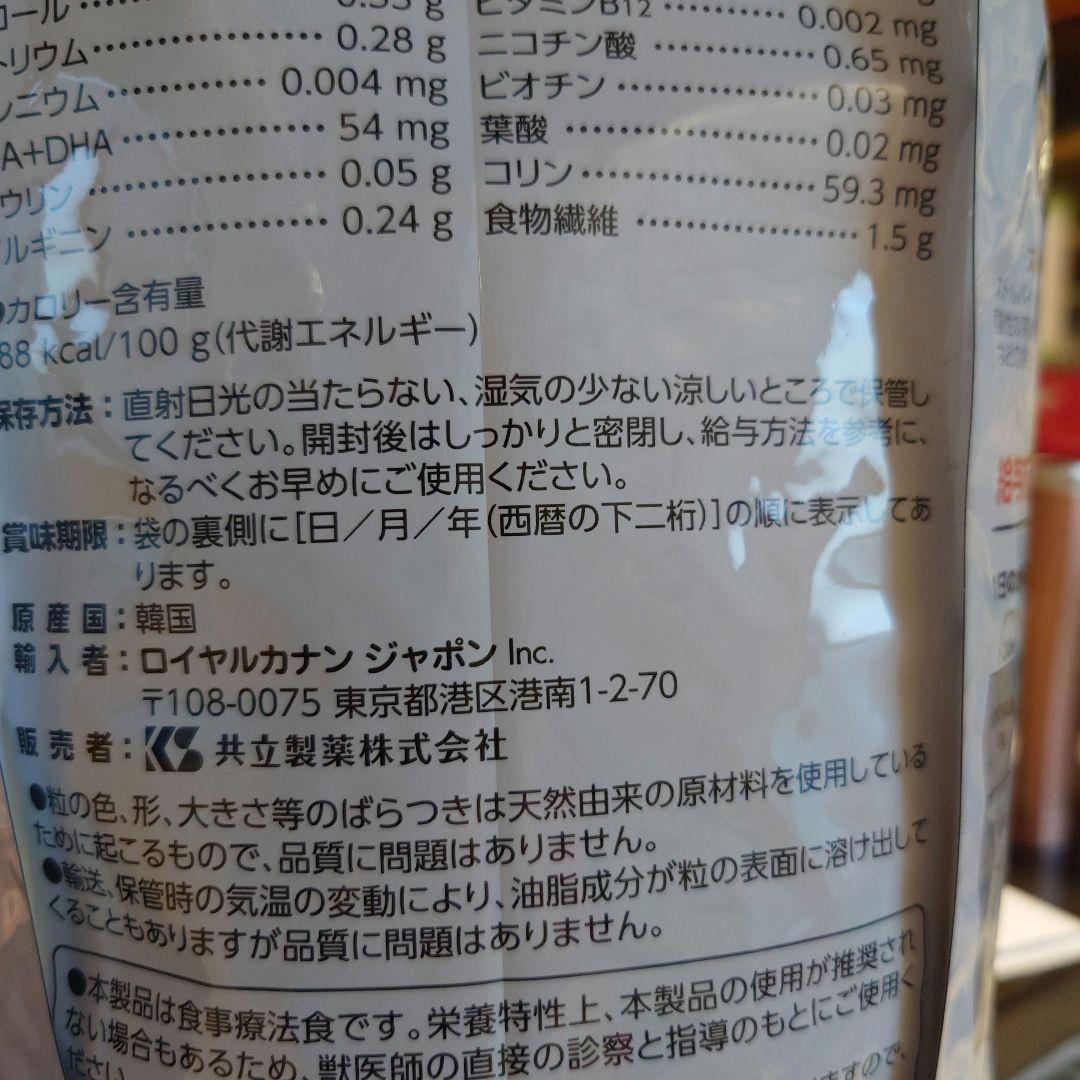 0.28 g
0.004 mg
A+DHA 54 mg
0.05 g
ルギニン 0.24 g
ビタミンB12 0.002 mg
ニコチン酸 0.65 mg
ビオチン 0.03 mg
葉酸 0.02 mg
コリン 59.3 mg
食物繊維 1.5 g
●カロリー含有量
88 kcal/100 g(代謝エネルギー)
保存方法：直射日光の当たらない、湿気の少ない涼しいところで保管し
てください。開封後はしっかりと密閉し、給与方法を参考に、
なるべくお早めにご使用ください。
賞味期限：袋の裏側に[日／月／年(西暦の下二桁)]の順に表示してあ
ります。
原産国：韓国
輸入者：ロイヤルカナン ジャポン Inc.
〒108-0075 東京都港区港南1-2-70
販売者：KS 共立製薬株式会社
●粒の色、形、大きさ等のばらつきは天然由来の原材料を使用している
ために起こるもので、品質に問題はありません。
●輸送、保管時の気温の変動により、油脂成分が粒の表面に溶け出して
くることもありますが品質に問題はありません。
●本製品は食事療法食です。栄養特性上、本製品の使用が推奨され
ない場合もあるため、獣医師の直接の診察と指導のもとにご使用く
ださい
ますので、